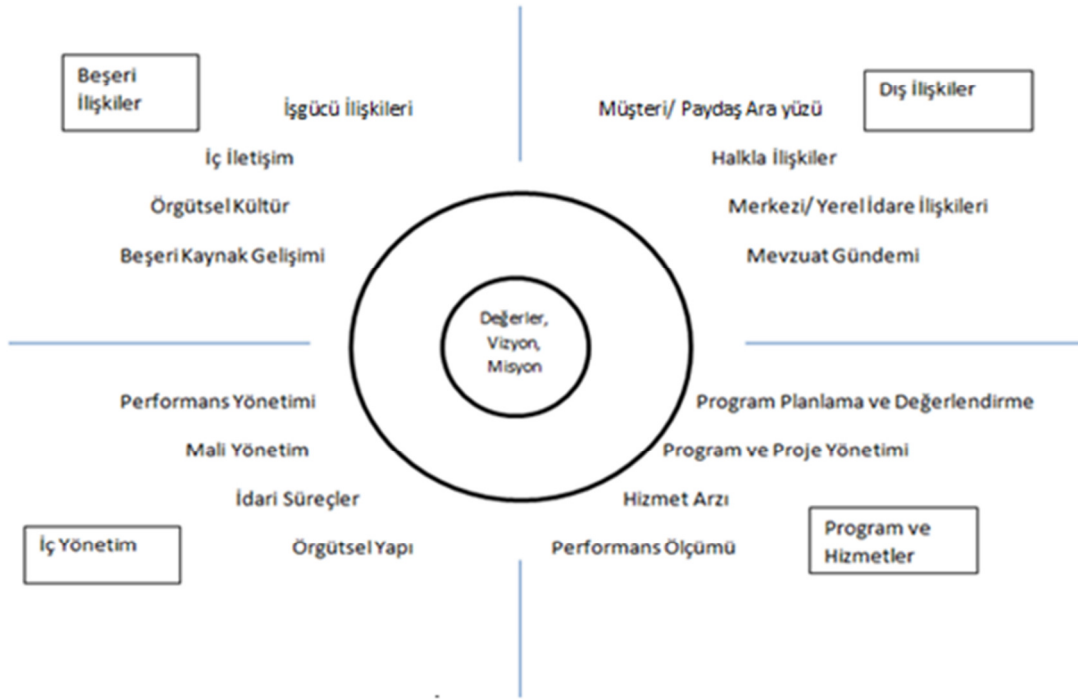 Beşeri
İlişkiler
İşgücü İlişkileri
İç İletişim
Örgütsel Kültür
Beşeri Kaynak Gelişimi
Dış İlişkiler
Müşteri/ Paydaş Ara yüzü
Halkla İlişkiler
Merkezi/ Yerel İdare İlişkileri
Mevzuat Gündemi
Değerler,
Vizyon,
Misyon
Performans Yönetimi
Mali Yönetim
İdari Süreçler
Örgütsel Yapı
İç Yönetim
Program Planlama ve Değerlendirme
Program ve Proje Yönetimi
Hizmet Arzı
Performans Ölçümü
Program ve
Hizmetler